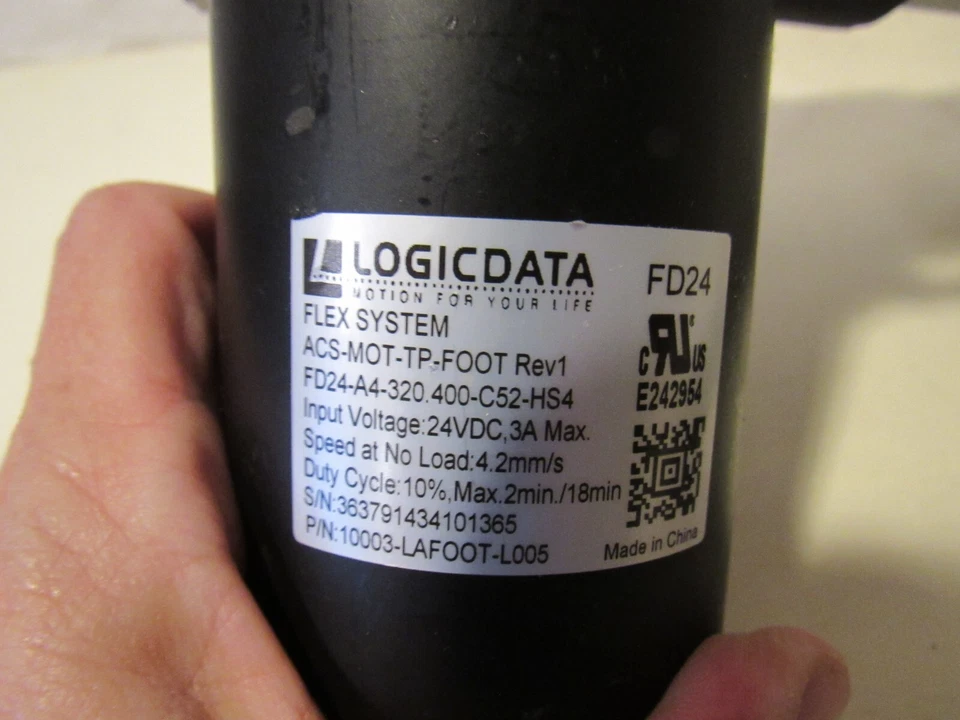 LOGICDATA
MOTION FOR YOUR LIFE
FD24
FLEX SYSTEM
ACS-MOT-TP-FOOT Rev1
FD24-A4-320.400-C52-HS4
Input Voltage:24VDC,3A Max.
Speed at No Load:4.2mm/s
Duty Cycle:10%,Max.2min./18min
S/N:363791434101365
P/N:10003-LAFOOT-L005
C RU US
E242954
Made in China